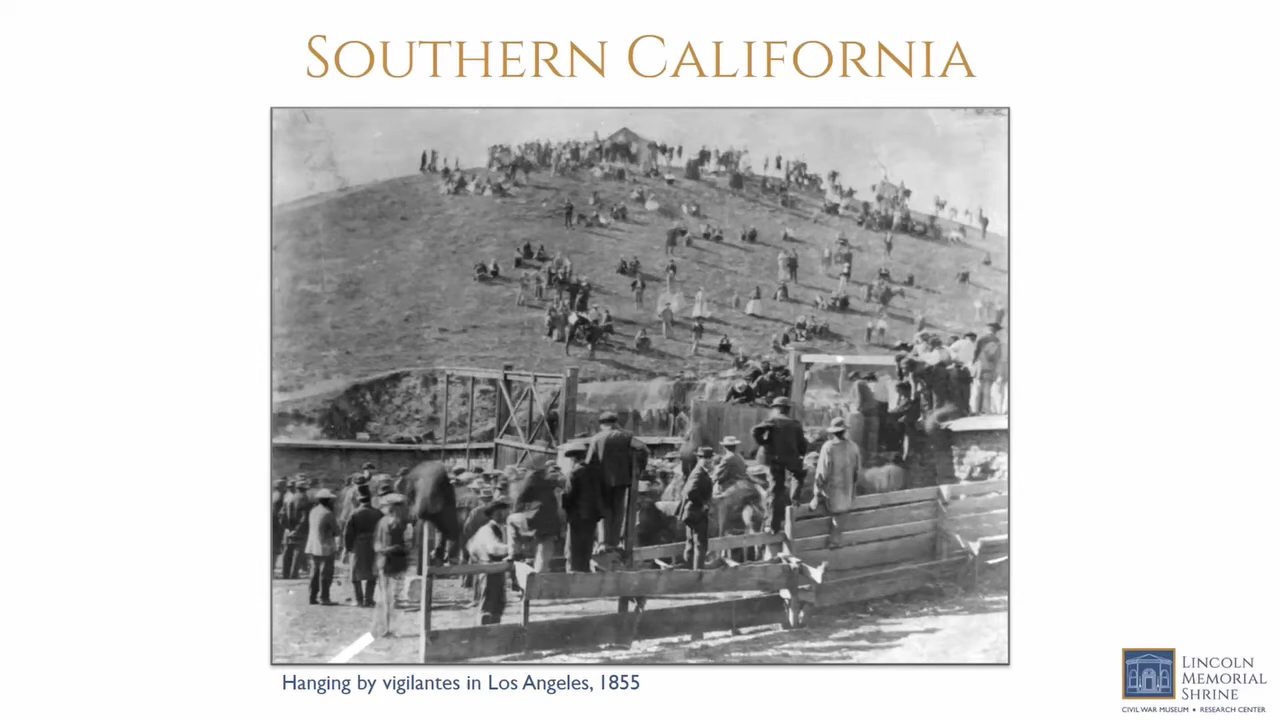 SOUTHERN CALIFORNIA
Hanging by vigilantes in Los Angeles, 1855
LINCOLN
MEMORIAL
SHRINE
CIVIL WAR MUSEUM • RESEARCH CENTER